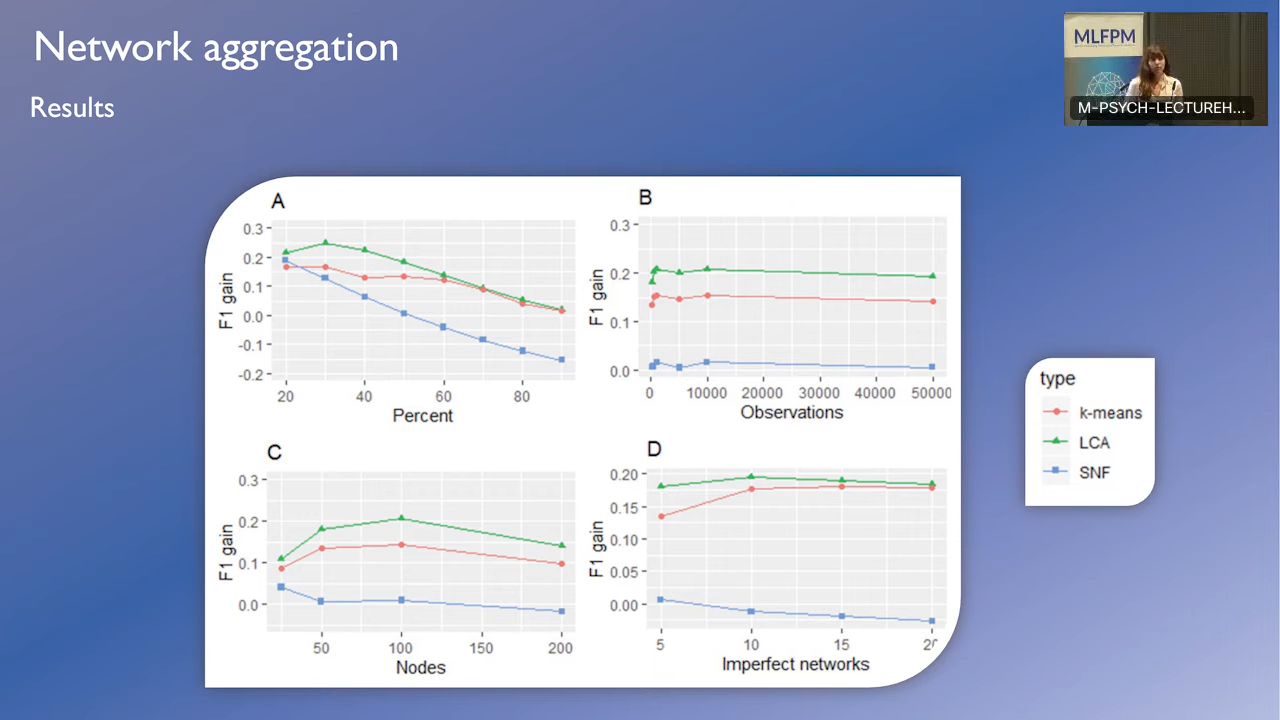 Network aggregation
Results
MLFPM
M-PSYCH-LECTUREH...
A
0.3
0.2
0.1
0.0
-0.1
-0.2
F1 gain
20
40
60
80
Percent
B
0.3
0.2
0.1
0.0
F1 gain
0
10000
20000
30000
40000
50000
Observations
C
0.3
0.2
0.1
0.0
F1 gain
50
100
150
200
Nodes
D
0.20
0.15
0.10
0.05
0.00
F1 gain
5
10
15
Imperfect networks
type
k-means
LCA
SNF